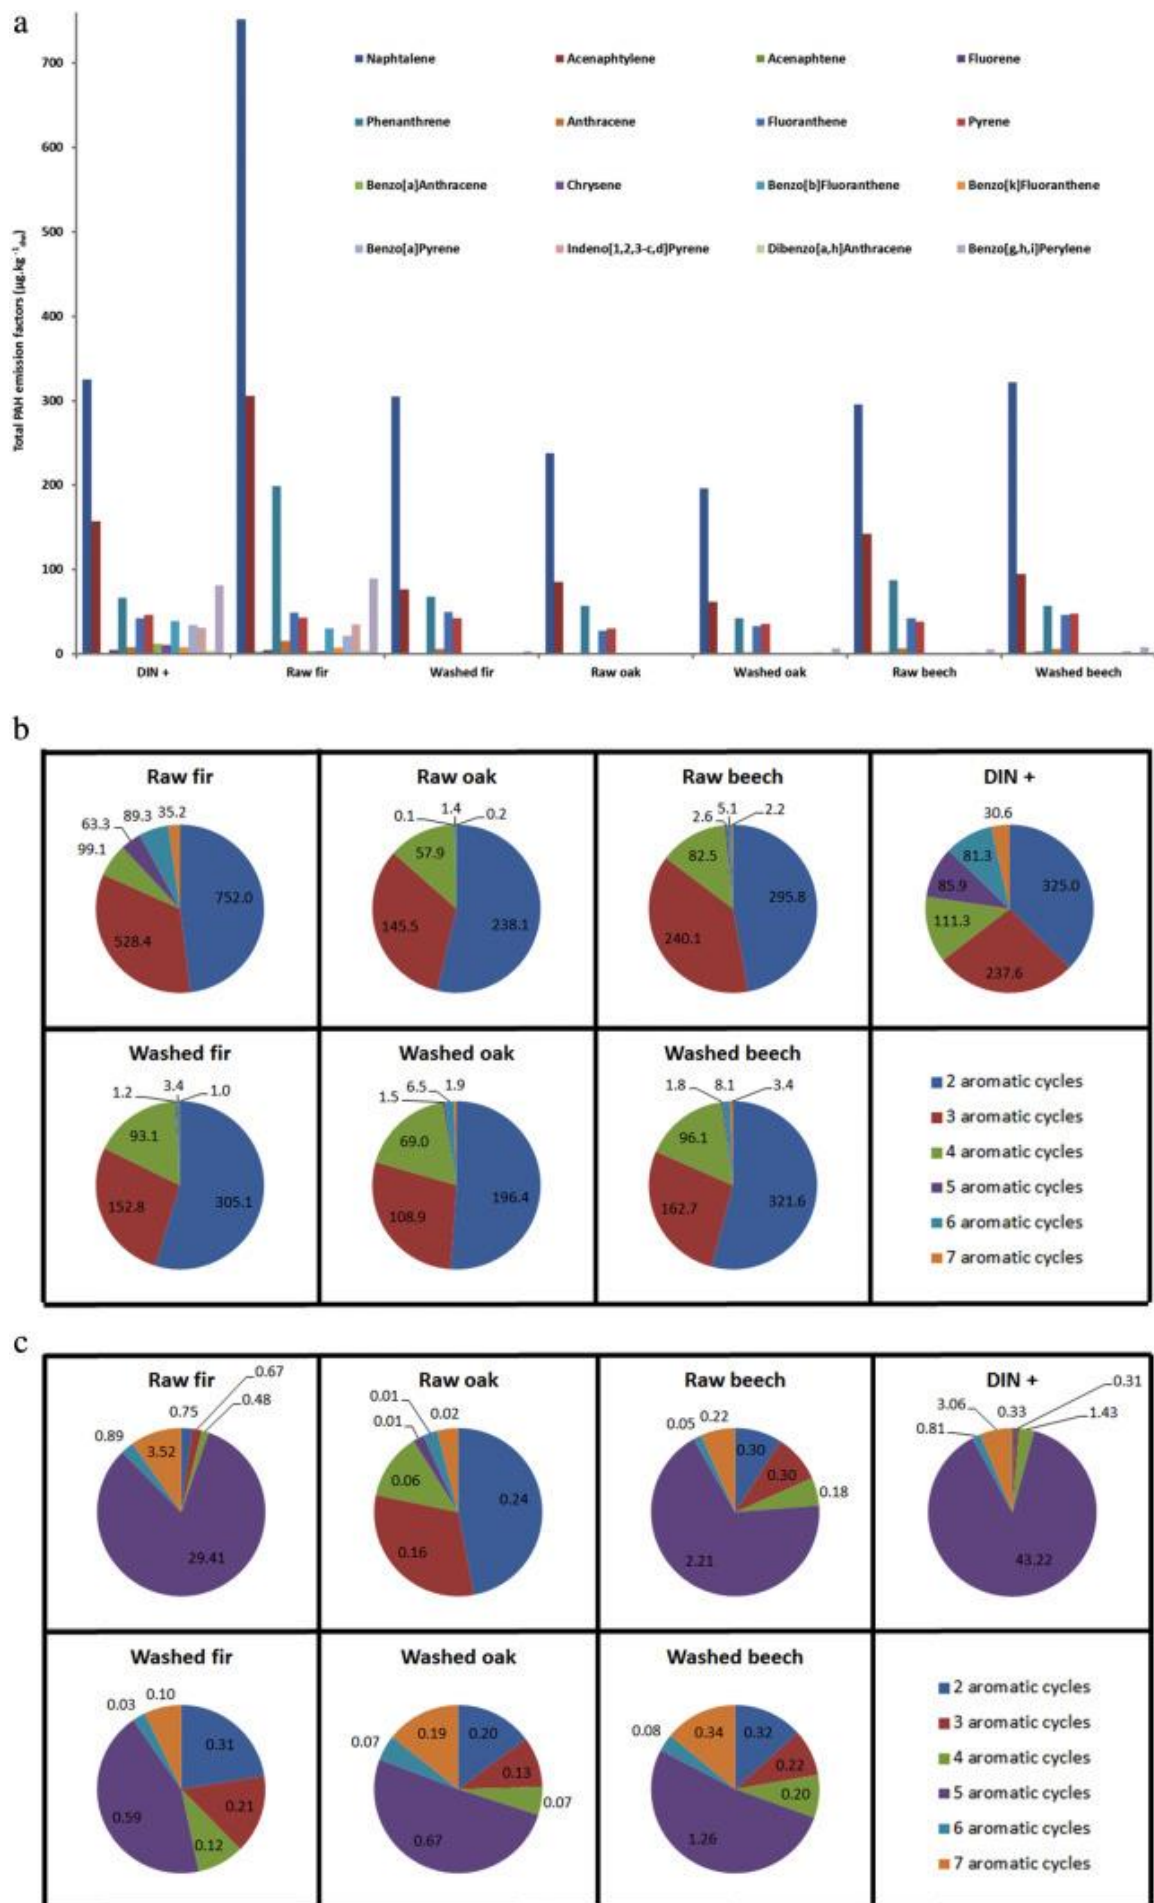 a
700
600
500
400
300
200
100
0
Total PAH emission factors (µg.kg⁻¹dw)
Naphtalene Acenaphtylene Acenaphtene Fluorene
Phenanthrene Anthracene Fluoranthene Pyrene
Benzo[a]Anthracene Chrysene Benzo[b]Fluoranthene Benzo[k]Fluoranthene
Benzo[a]Pyrene Indeno[1,2,3-c,d]Pyrene Dibenzo[a,h]Anthracene Benzo[g,h,i]Perylene
DIN + Raw fir Washed fir Raw oak Washed oak Raw beech Washed beech
b
Raw fir
63.3 89.3 35.2
99.1
752.0
528.4
Raw oak
0.1 1.4 0.2
57.9
238.1
145.5
Raw beech
2.6 5.1 2.2
82.5
295.8
240.1
DIN +
30.6
81.3
85.9 325.0
111.3
237.6
Washed fir
1.2 3.4 1.0
93.1
305.1
152.8
Washed oak
1.5 6.5 1.9
69.0
196.4
108.9
Washed beech
1.8 8.1 3.4
96.1
321.6
162.7
2 aromatic cycles
3 aromatic cycles
4 aromatic cycles
5 aromatic cycles
6 aromatic cycles
7 aromatic cycles
c
Raw fir
0.67
0.75 0.48
0.89
3.52
29.41
Raw oak
0.01
0.01 0.02
0.06
0.24
0.16
Raw beech
0.05 0.22
0.30
0.30
0.18
2.21
DIN +
0.31
3.06 0.33 1.43
0.81
43.22
Washed fir
0.03 0.10
0.31
0.21
0.59
0.12
Washed oak
0.19 0.20
0.07
0.13
0.07
0.67
Washed beech
0.08 0.34 0.32
0.22
0.20
1.26
2 aromatic cycles
3 aromatic cycles
4 aromatic cycles
5 aromatic cycles
6 aromatic cycles
7 aromatic cycles